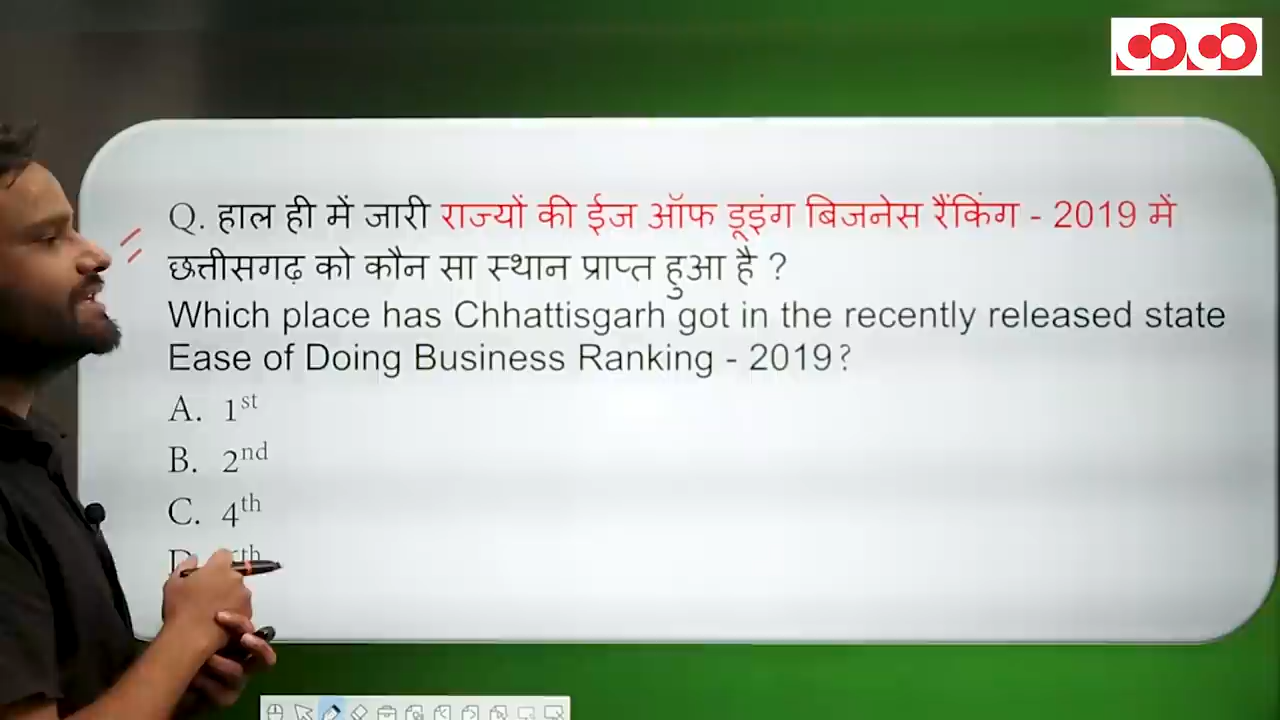 Q. हाल ही में जारी राज्यों की ईज ऑफ डूइंग बिजनेस रैंकिंग - 2019 में
छत्तीसगढ़ को कौन सा स्थान प्राप्त हुआ है ?
Which place has Chhattisgarh got in the recently released state
Ease of Doing Business Ranking - 2019?
A. 1st
B. 2nd
C. 4th
D. th